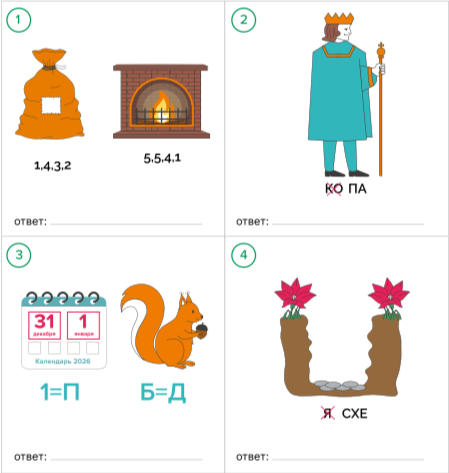 1
1,4,3,2
5,5,4,1
ответ:
2
КО ПА
ответ:
3
31 1
декабря января
Календарь 2026
1=П Б=Д
ответ:
4
Я СХЕ
ответ: